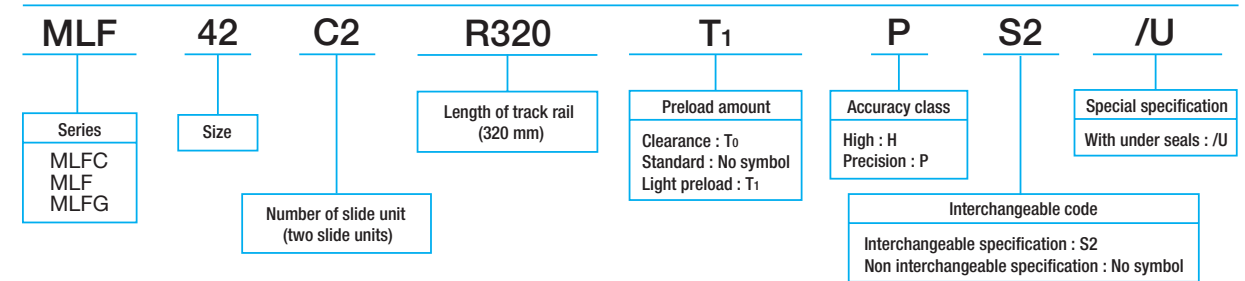 MLF 42 C2 R320 T1 P S2 /U
Series
MLFC
MLF
MLFG
Size
Number of slide unit
(two slide units)
Length of track rail
(320 mm)
Preload amount
Clearance : T0
Standard : No symbol
Light preload : T1
Accuracy class
High : H
Precision : P
Interchangeable code
Interchangeable specification : S2
Non interchangeable specification : No symbol
Special specification
With under seals : /U